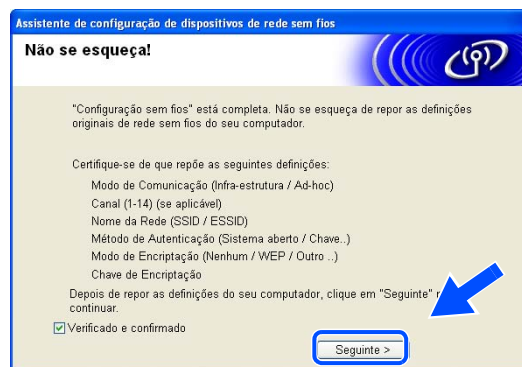 Assistente de configuração de dispositivos de rede sem fios
Não se esqueça!
"Configuração sem fios" está completa. Não se esqueça de repor as definições
originais de rede sem fios do seu computador.
Certifique-se de que repõe as seguintes definições:
Modo de Comunicação (Infra-estrutura / Ad-hoc)
Canal (1-14) (se aplicável)
Nome da Rede (SSID / ESSID)
Método de Autenticação (Sistema aberto / Chave..)
Modo de Encriptação (Nenhum / WEP / Outro ..)
Chave de Encriptação
Depois de repor as definições do seu computador, clique em "Seguinte"
continuar.
Verificado e confirmado
Seguinte >